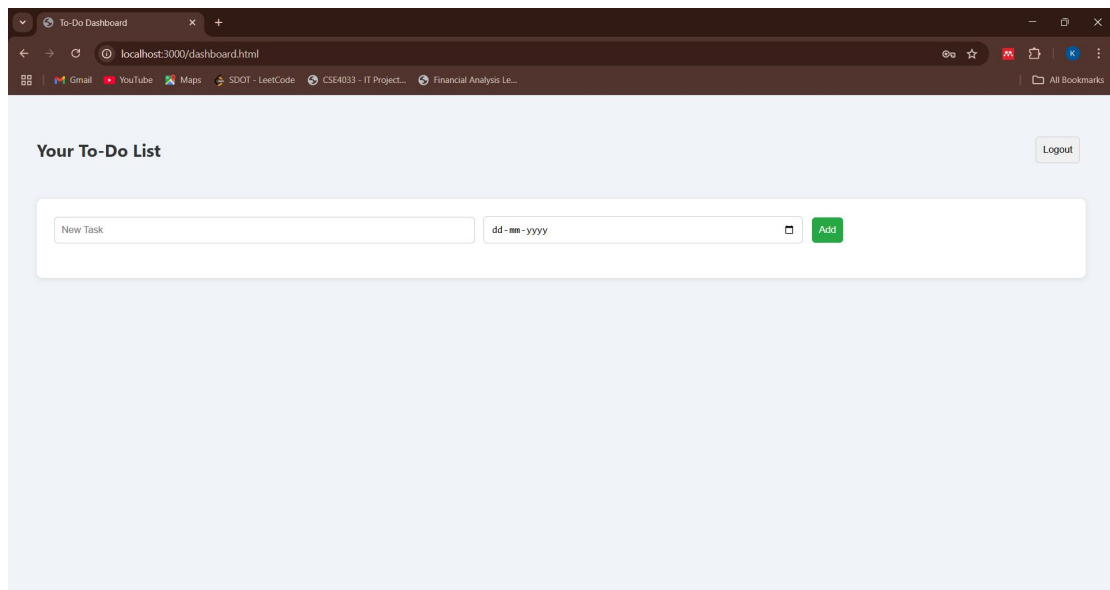 To-Do Dashboard
localhost:3000/dashboard.html
K
Gmail YouTube Maps SDOT - LeetCode CSE4033 - IT Project... Financial Analysis Le... All Bookmarks
Your To-Do List
Logout
New Task dd-mm-yyyy Add